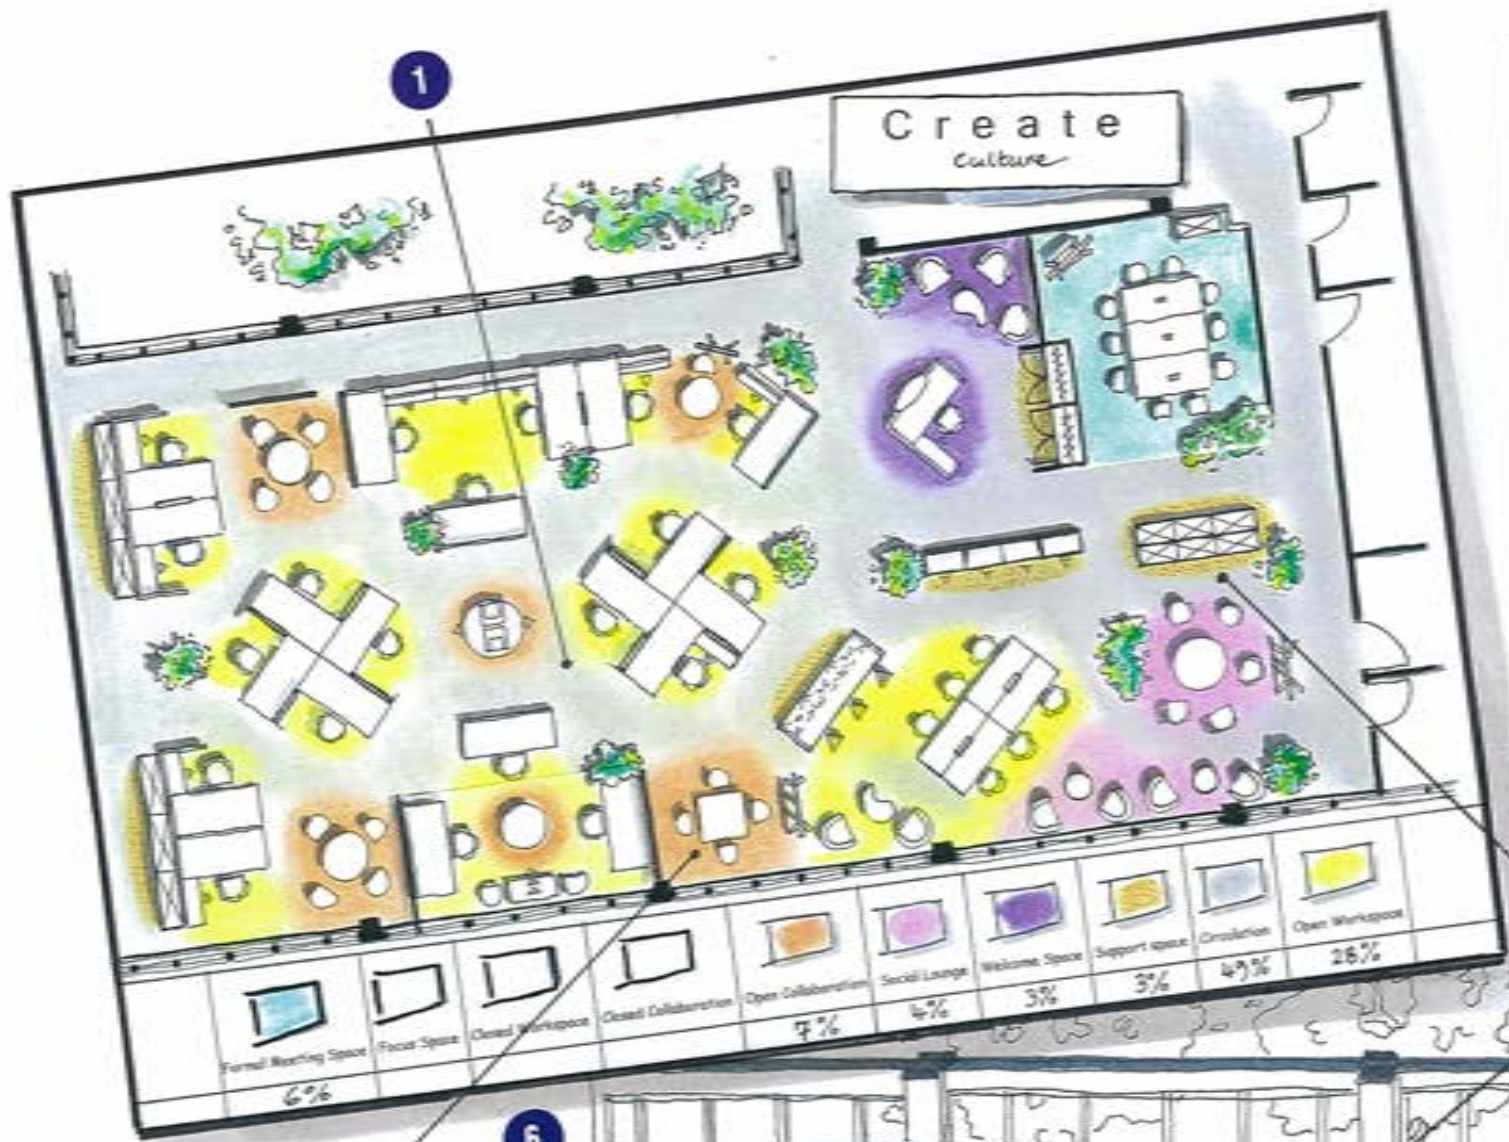 1
Create
Culture
Formal Meeting Space
Focus Space
Closed Workspace
Closed Collaboration
Open Collaboration
Social Lounge
Welcome Space
Support space
Circulation
Open Workspace
6%
7%
4%
3%
3%
49%
28%
6